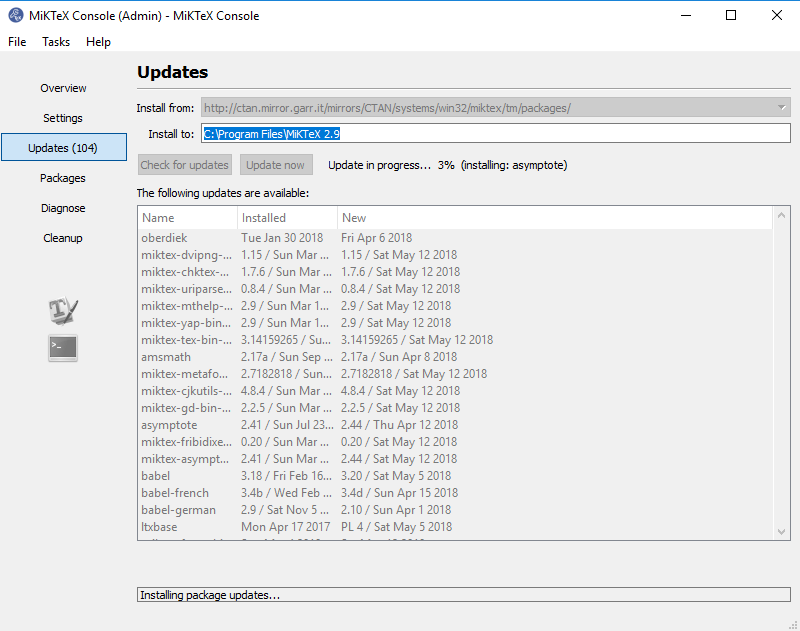 MiKTeX Console (Admin) - MiKTeX Console
File Tasks Help
Overview
Settings
Updates (104)
Packages
Diagnose
Cleanup
Updates
Install from: http://ctan.mirror.garr.it/mirrors/CTAN/systems/win32/miktex/tm/packages/
Install to: C:\Program Files\MiKTeX 2.9
Check for updates Update now Update in progress... 3% (installing: asymptote)
The following updates are available:
Name Installed New
oberdiek Tue Jan 30 2018 Fri Apr 6 2018
miktex-dvipng-... 1.15 / Sun Mar ... 1.15 / Sat May 12 2018
miktex-chktex-... 1.7.6 / Sun Mar ... 1.7.6 / Sat May 12 2018
miktex-uriparse... 0.8.4 / Sun Mar ... 0.8.4 / Sat May 12 2018
miktex-mthelp-... 2.9 / Sun Mar 1... 2.9 / Sat May 12 2018
miktex-yap-bin... 2.9 / Sun Mar 1... 2.9 / Sat May 12 2018
miktex-tex-bin-... 3.14159265 / Su... 3.14159265 / Sat May 12 2018
amsmath 2.17a / Sun Sep ... 2.17a / Sun Apr 8 2018
miktex-metafo... 2.7182818 / Sun... 2.7182818 / Sat May 12 2018
miktex-cjkutils-... 4.8.4 / Sun Mar ... 4.8.4 / Sat May 12 2018
miktex-gd-bin-... 2.2.5 / Sun Mar ... 2.2.5 / Sat May 12 2018
asymptote 2.41 / Sun Jul 23... 2.44 / Thu Apr 12 2018
miktex-fribidixe... 0.20 / Sun Mar ... 0.20 / Sat May 12 2018
miktex-asympt... 2.41 / Sun Mar ... 2.44 / Sat May 12 2018
babel 3.18 / Fri Feb 16... 3.20 / Sat May 5 2018
babel-french 3.4b / Wed Feb ... 3.4d / Sun Apr 15 2018
babel-german 2.9 / Sat Nov 5 ... 2.10 / Sun Apr 1 2018
ltxbase Mon Apr 17 2017 PL 4 / Sat May 5 2018
Installing package updates...